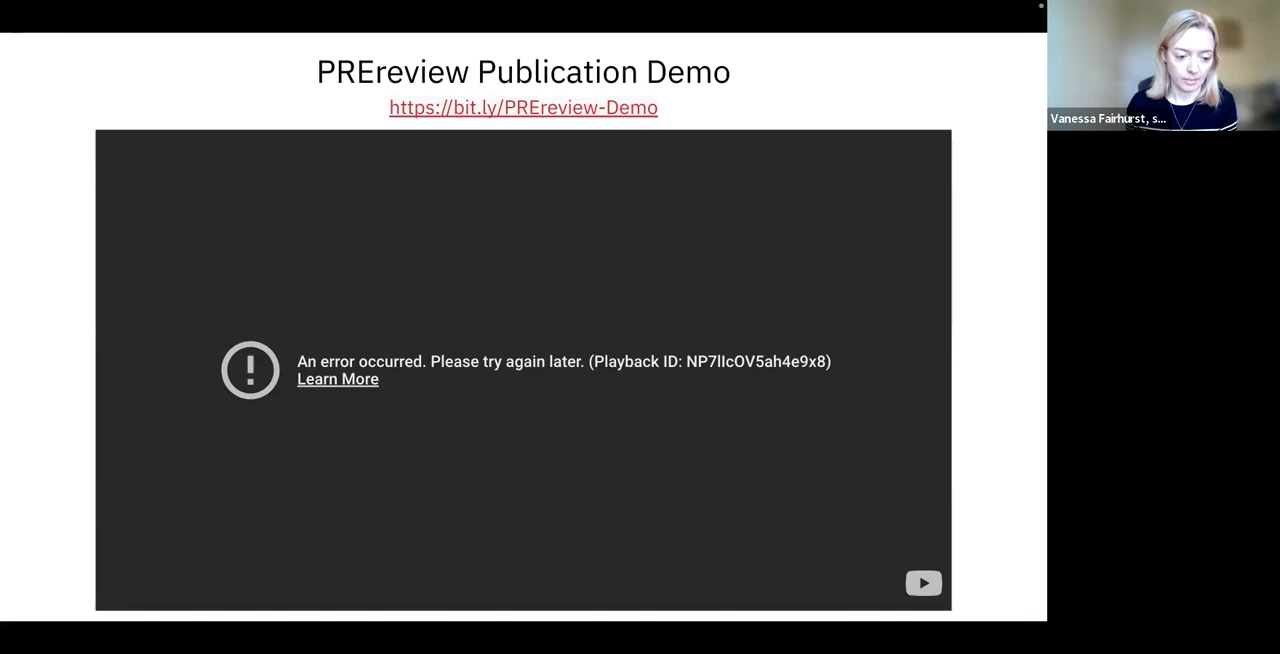 PREreview Publication Demo
https://bit.ly/PREreview-Demo
An error occurred. Please try again later. (Playback ID: NP7lIcOV5ah4e9x8)
Learn More
Vanessa Fairhurst, s...